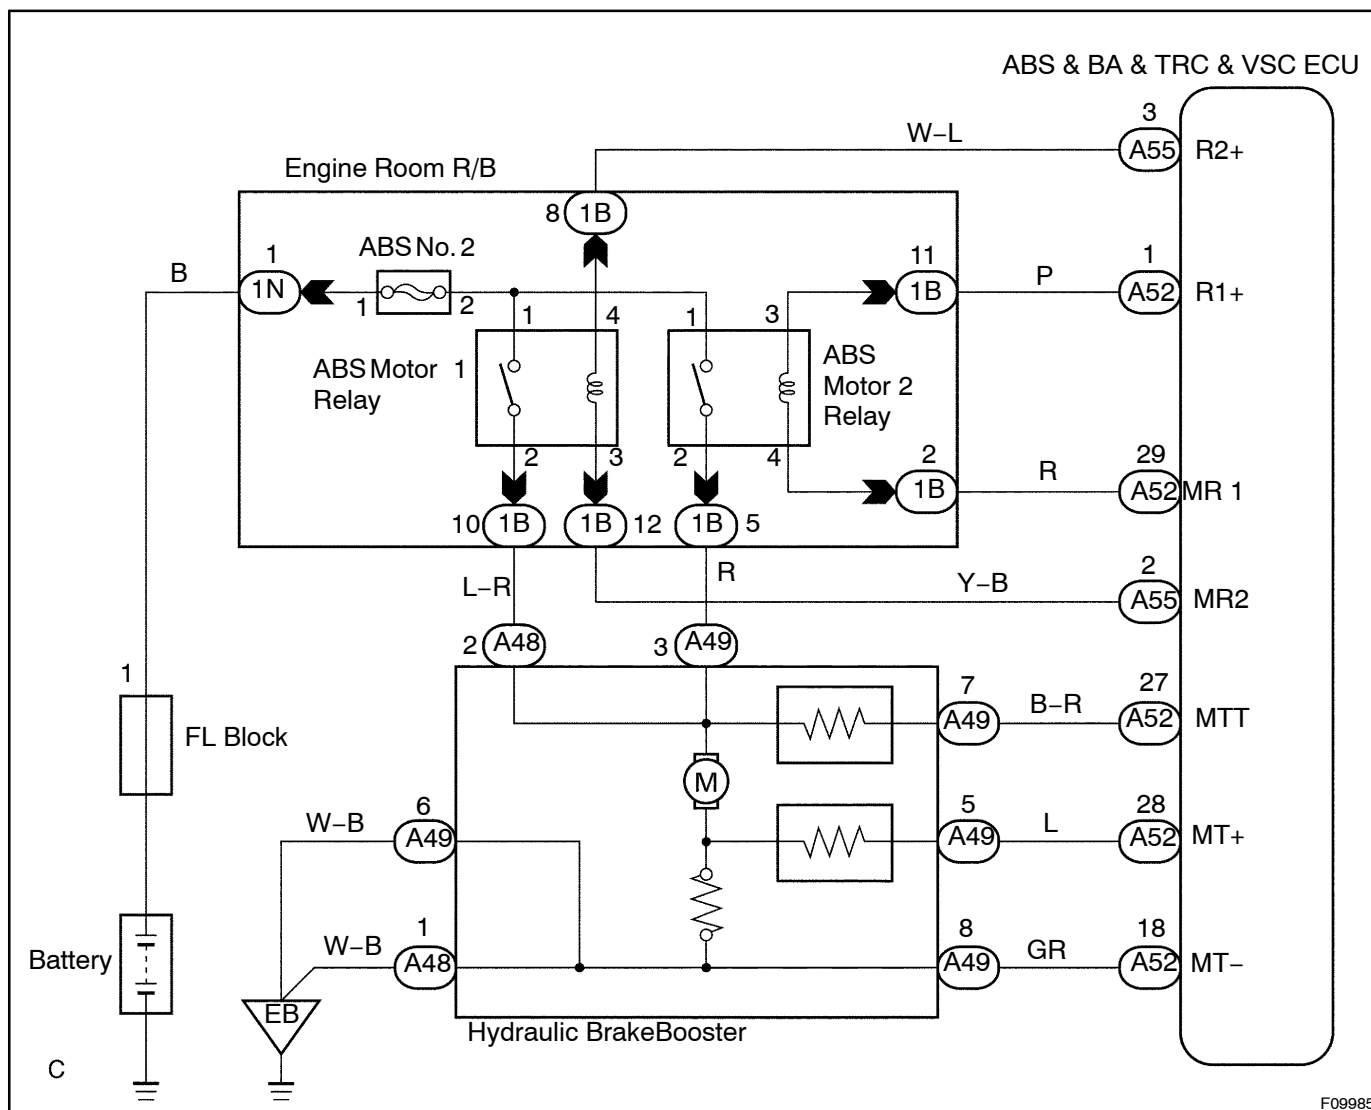 ABS & BA & TRC & VSC ECU
3
W–L
A55
R2+
Engine Room R/B
8
1B
ABS No. 2
1
11
1
B
1N
1
2
1B
P
A52
R1+
1
4
1
3
ABS Motor 1
Relay
ABS
Motor 2
Relay
2
3
2
4
2
29
1B
R
A52
MR 1
10
1B
1B
12
1B
5
L–R
R
2
Y–B
A55
MR2
2
A48
3
A49
1
7
27
B–R
A49
A52
MTT
FL Block
M
6
5
28
W–B
A49
A49
L
A52
MT+
1
8
18
W–B
A48
A49
GR
A52
MT–
Battery
EB
Hydraulic BrakeBooster
C
F09985